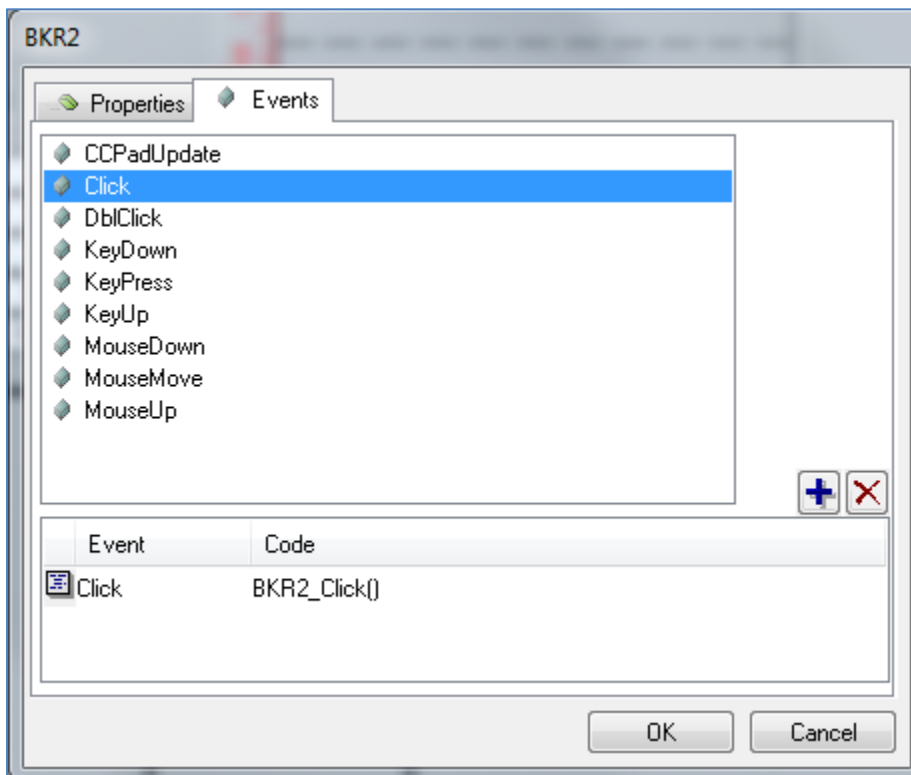 BKR2
Properties Events
CCPadUpdate
Click
DblClick
KeyDown
KeyPress
KeyUp
MouseDown
MouseMove
MouseUp
Event Code
Click BKR2_Click()
OK Cancel